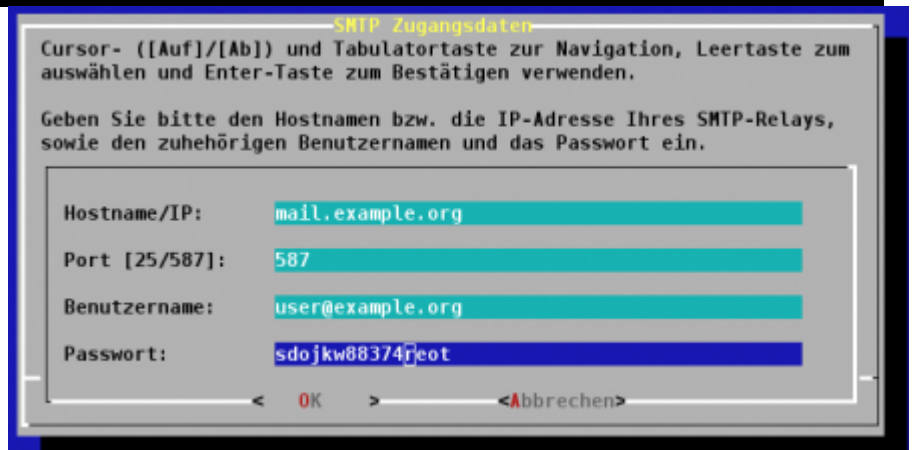 SMTP Zugangsdaten
Cursor- ([Auf]/[Ab]) und Tabulatortaste zur Navigation, Leertaste zum
auswählen und Enter-Taste zum Bestätigen verwenden.
Geben Sie bitte den Hostnamen bzw. die IP-Adresse Ihres SMTP-Relays,
sowie den zuhehörigen Benutzernamen und das Passwort ein.
Hostname/IP: mail.example.org
Port [25/587]: 587
Benutzername: user@example.org
Passwort: sdojkw88374reot
< OK > <Abbrechen>